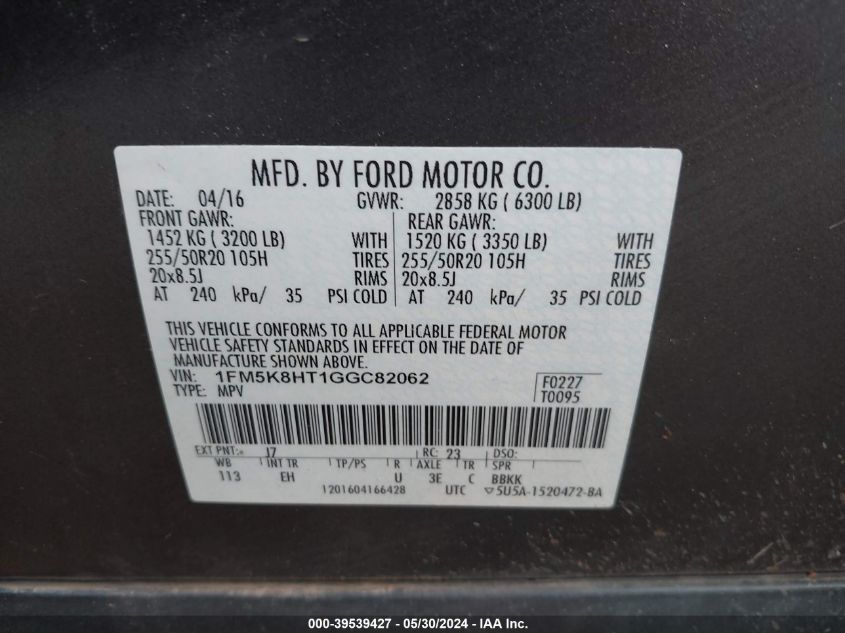 MFD. BY FORD MOTOR CO.
DATE: 04/16 GVWR: 2858 KG ( 6300 LB)
FRONT GAWR: REAR GAWR:
1452 KG ( 3200 LB) WITH 1520 KG ( 3350 LB) WITH
255/50R20 105H TIRES 255/50R20 105H TIRES
20x8.5J RIMS 20x8.5J RIMS
AT 240 kPa/ 35 PSI COLD AT 240 kPa/ 35 PSI COLD
THIS VEHICLE CONFORMS TO ALL APPLICABLE FEDERAL MOTOR
VEHICLE SAFETY STANDARDS IN EFFECT ON THE DATE OF
MANUFACTURE SHOWN ABOVE.
VIN: 1FM5K8HT1GGC82062 F0227
TYPE: MPV T0095
EXT PNT: J7 RC: 23 DSO:
WB INT TR TP/PS R AXLE TR SPR
113 EH U 3E C BBKK
1201604166428 UTC ▽5U5A-1520472-BA
000-39539427 - 05/30/2024 - IAA Inc.